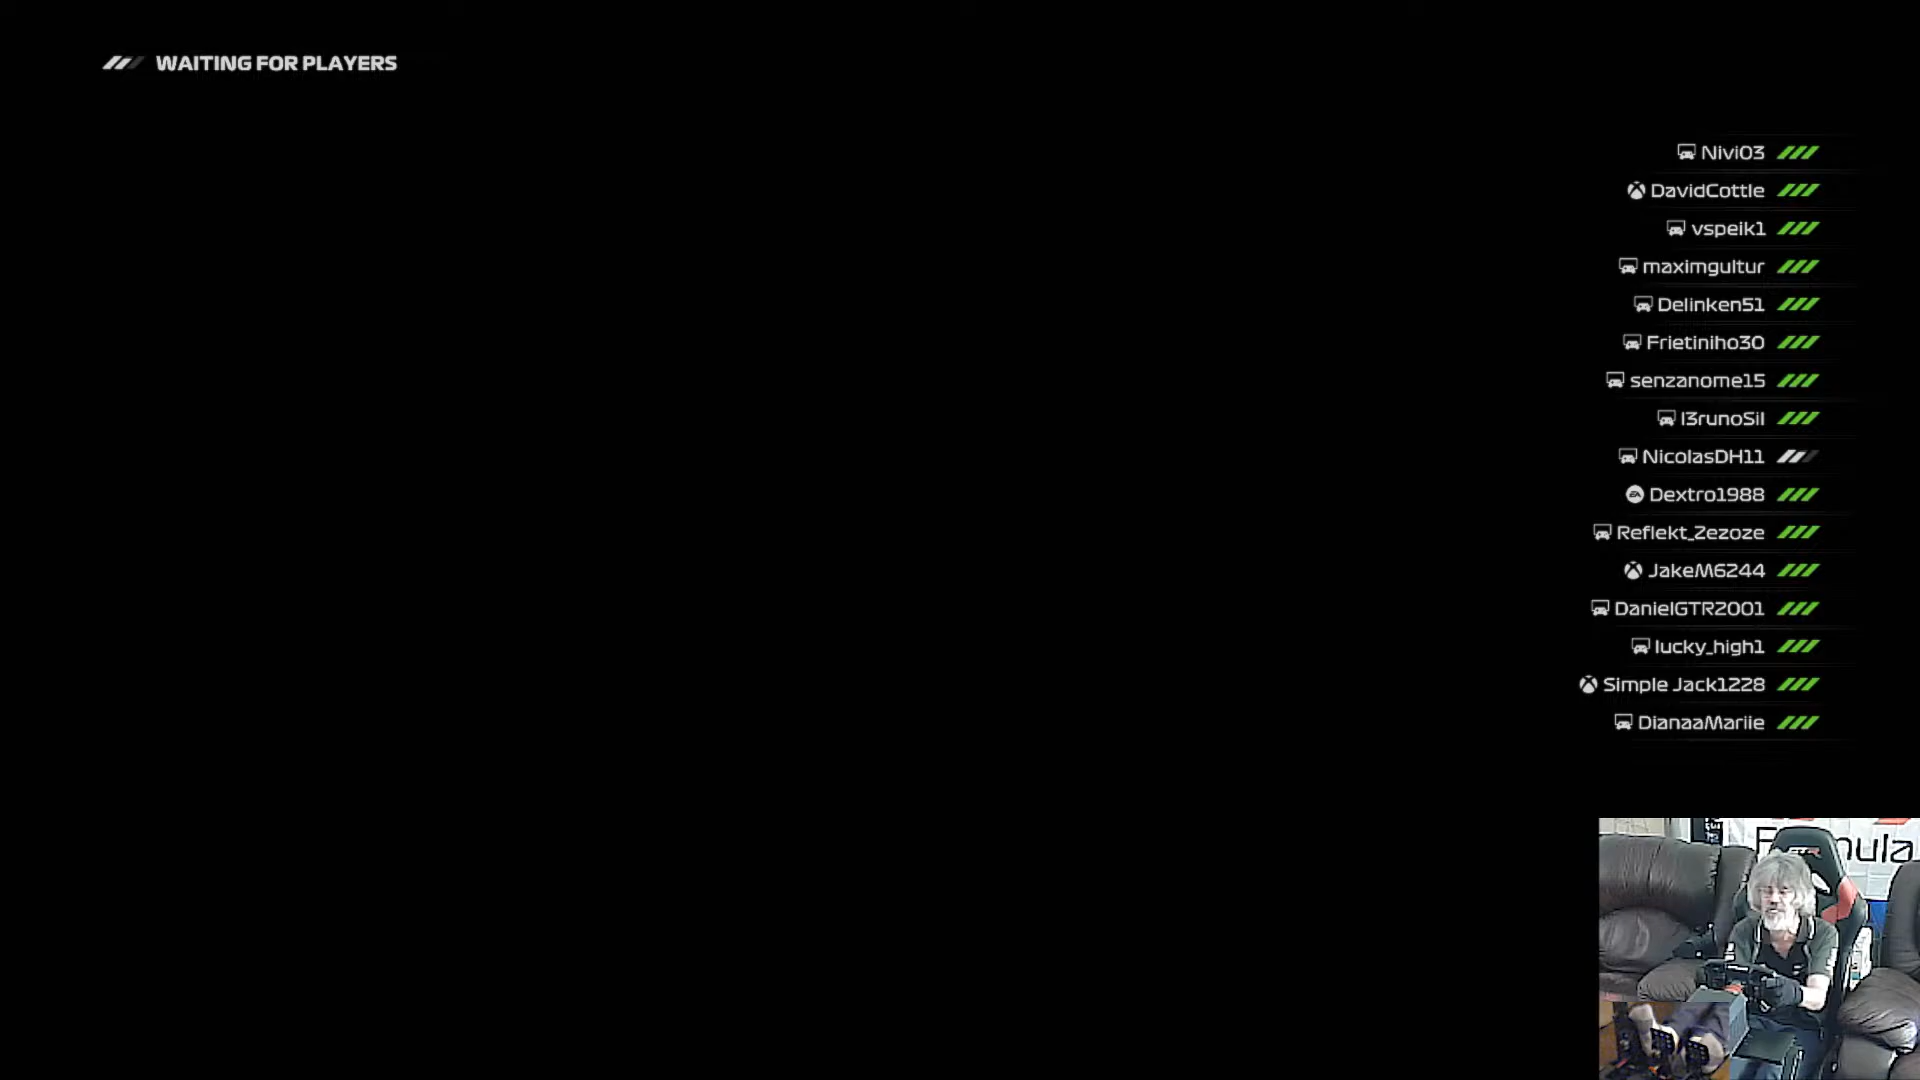 WAITING FOR PLAYERS
Nivi03
DavidCottle
vspeik1
maximgultur
Delinken51
Frietiniho30
senzanome15
l3runoSil
NicolasDH11
Dextro1988
Reflekt_Zezoze
JakeM6244
DanielGTR2001
lucky_high1
Simple Jack1228
DianaaMariie